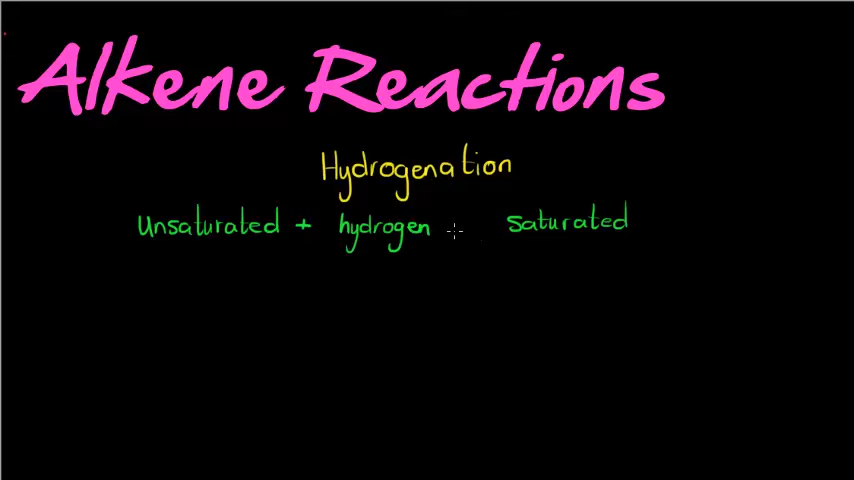 Alkene Reactions
Hydrogenation
Unsaturated + hydrogen saturated